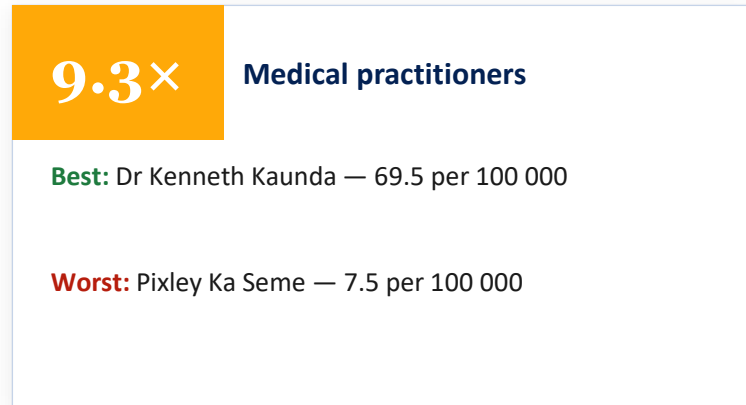 9.3×
Medical practitioners
Best: Dr Kenneth Kaunda — 69.5 per 100 000
Worst: Pixley Ka Seme — 7.5 per 100 000